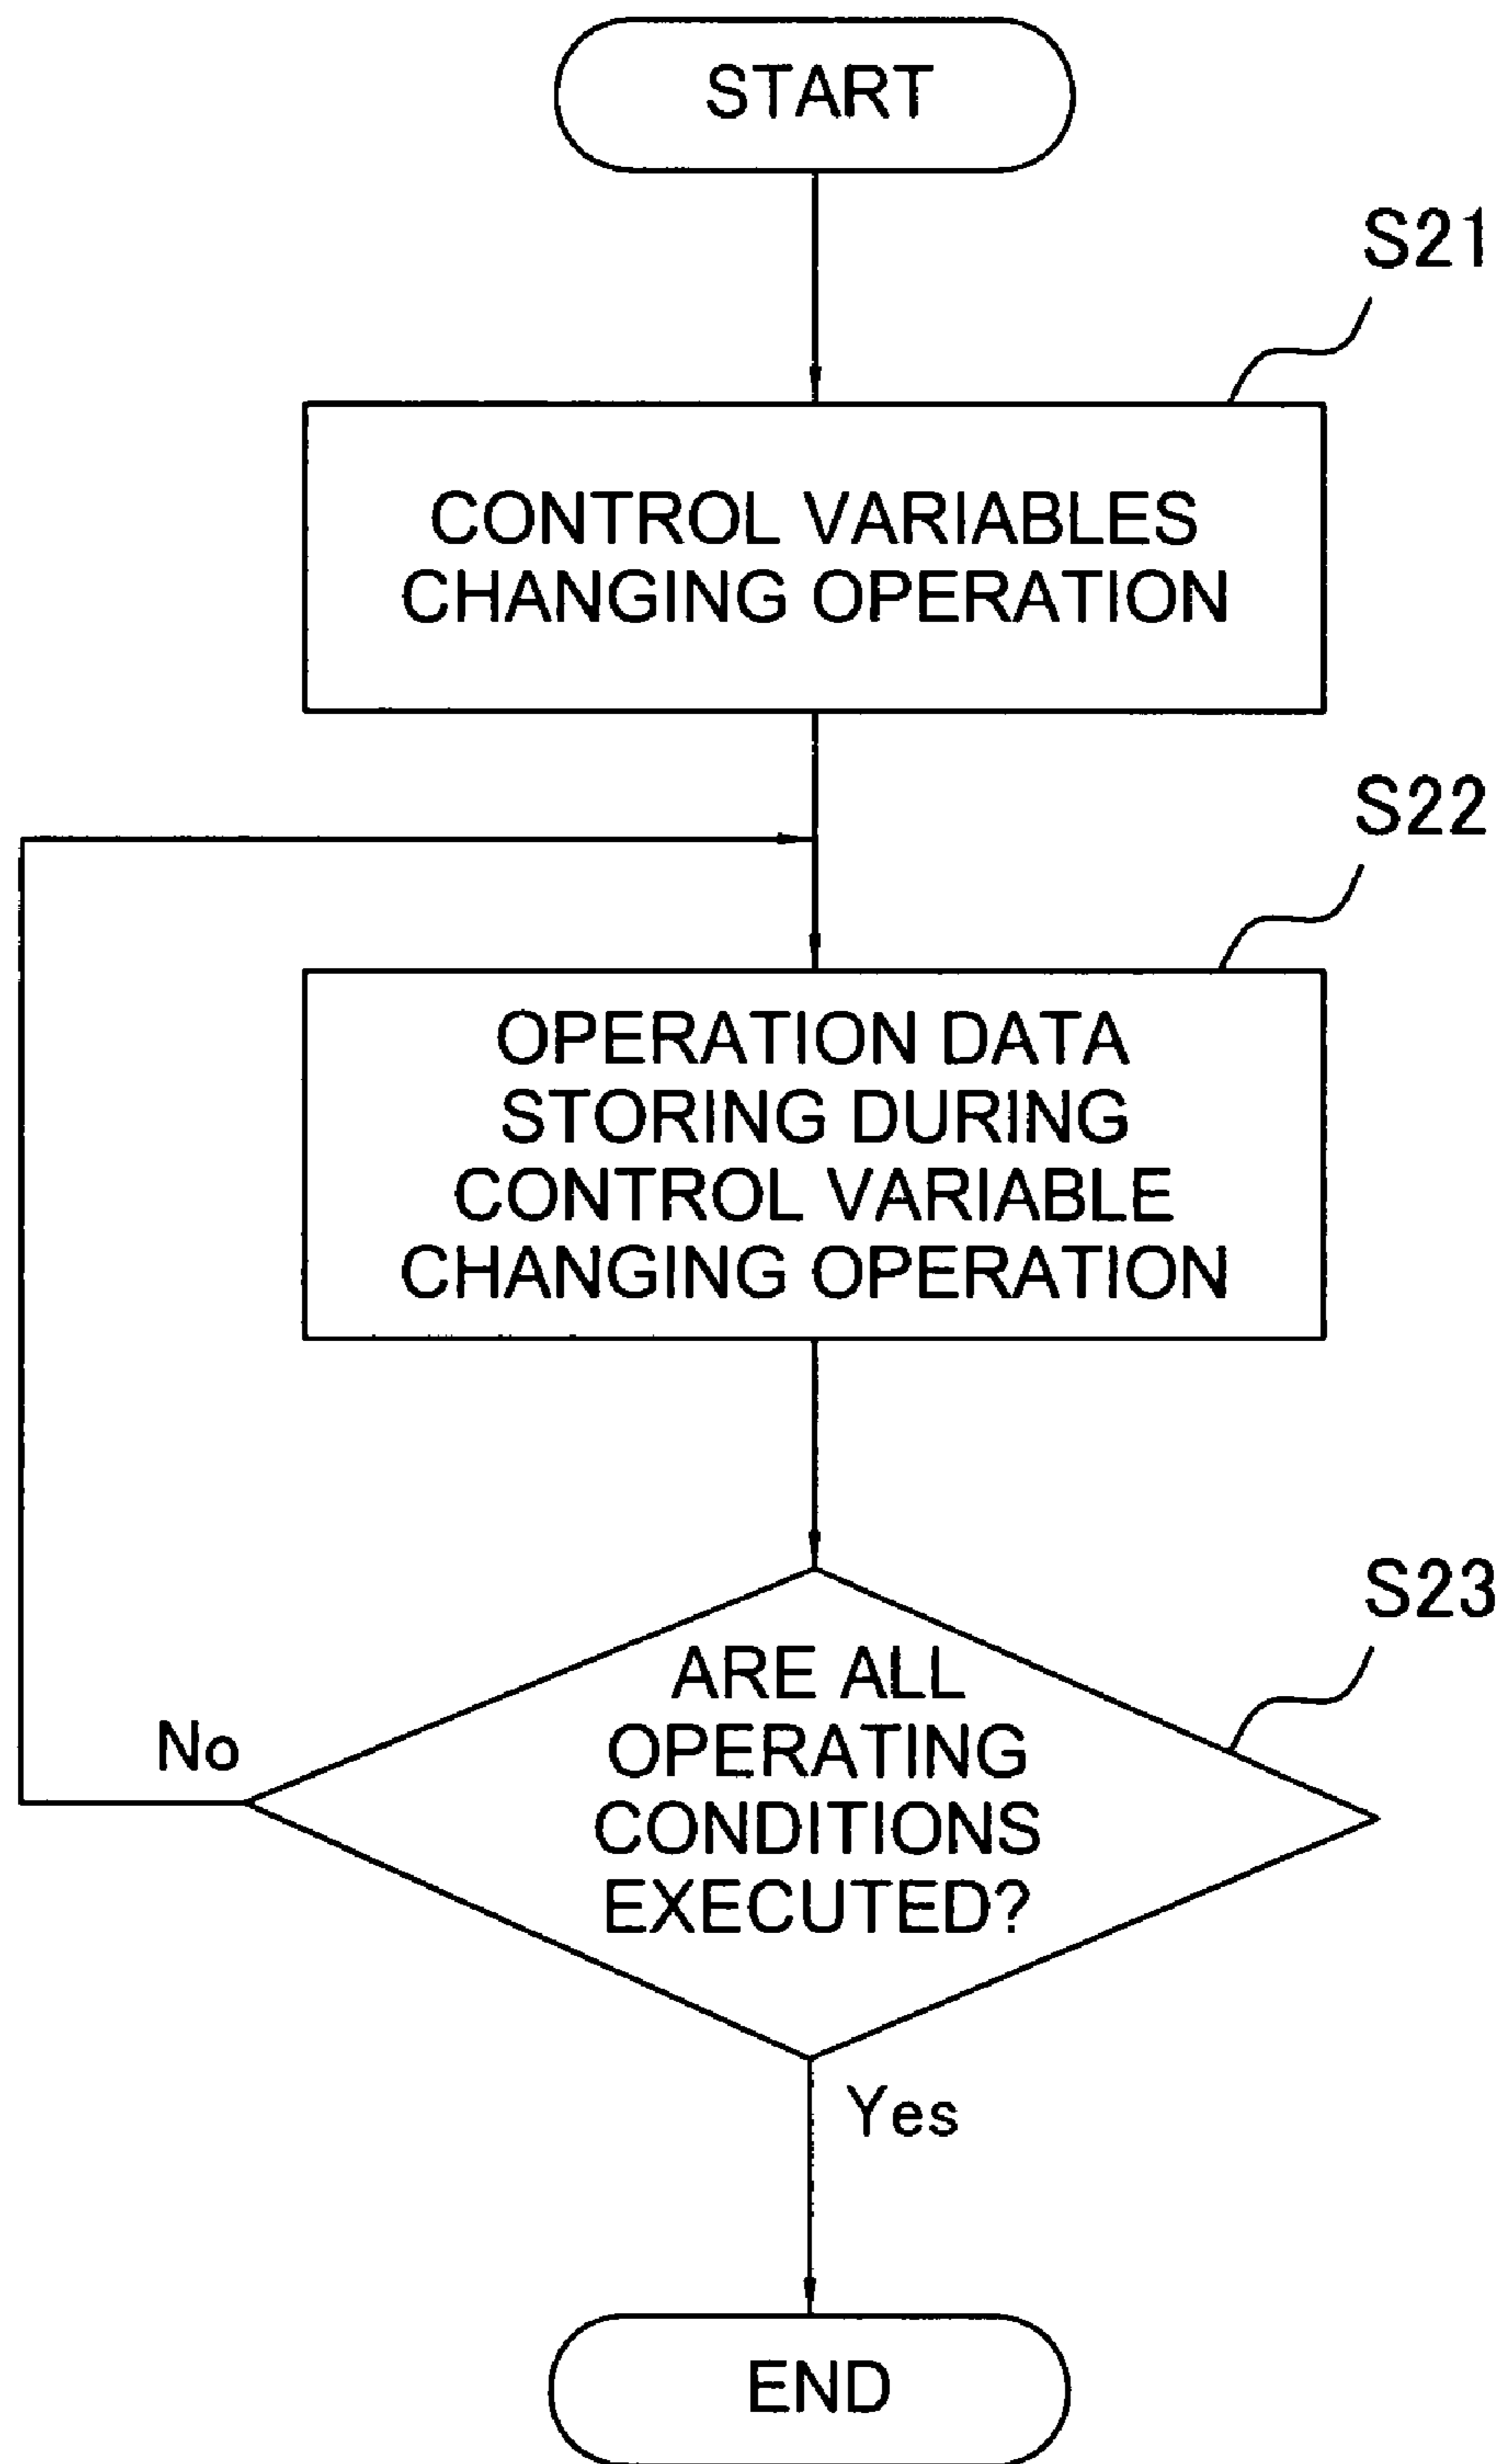 START
S21
CONTROL VARIABLES
CHANGING OPERATION
S22
OPERATION DATA
STORING DURING
CONTROL VARIABLE
CHANGING OPERATION
S23
ARE ALL
OPERATING
CONDITIONS
EXECUTED?
No
Yes
END